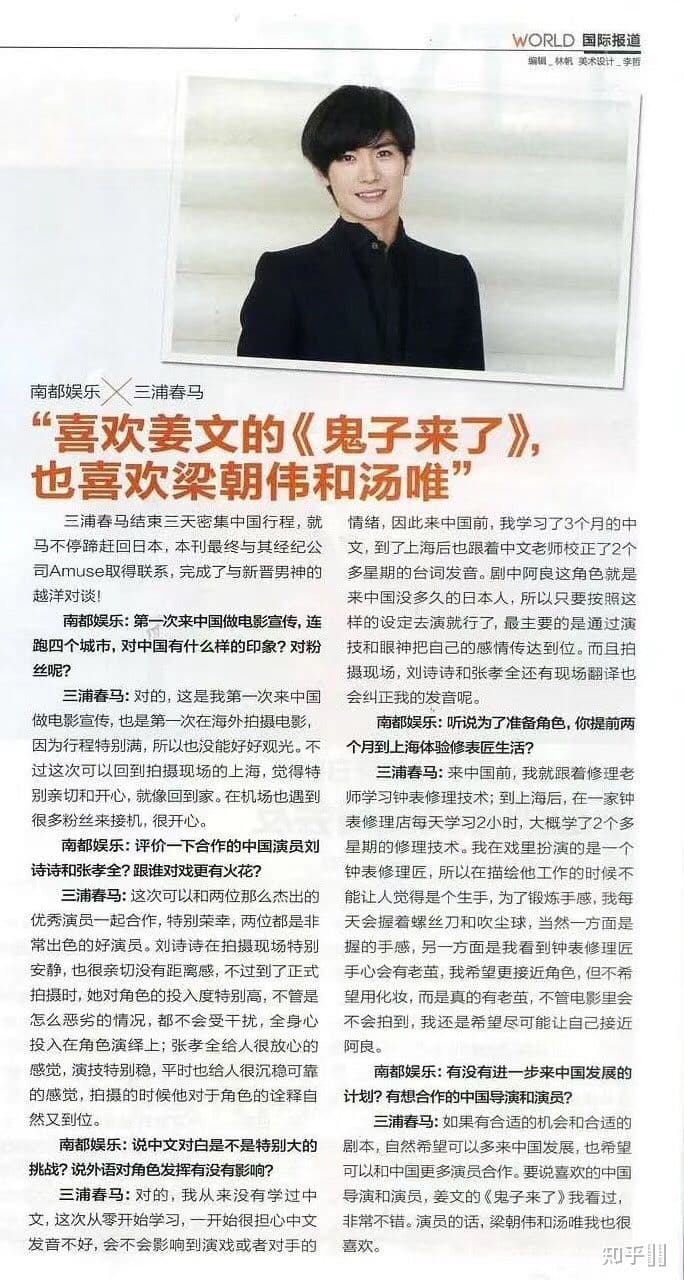 WORLD 国际报道
编辑_林帆 美术设计_李哲
南都娱乐×三浦春马
“喜欢姜文的《鬼子来了》，
也喜欢梁朝伟和汤唯”
三浦春马结束三天密集中国行程，就
马不停蹄赶回日本，本刊最终与其经纪公
司Amuse取得联系，完成了与新晋男神的
越洋对谈！
南都娱乐：第一次来中国做电影宣传，连
跑四个城市，对中国有什么样的印象？对粉
丝呢？
三浦春马：对的，这是我第一次来中国
做电影宣传，也是第一次在海外拍摄电影，
因为行程特别满，所以也没能好好观光。不
过这次可以回到拍摄现场的上海，觉得特
别亲切和开心，就像回到家。在机场也遇到
很多粉丝来接机，很开心。
南都娱乐：评价一下合作的中国演员刘
诗诗和张孝全？跟谁对戏更有火花？
三浦春马：这次可以和两位那么杰出的
优秀演员一起合作，特别荣幸，两位都是非
常出色的好演员。刘诗诗在拍摄现场特别
安静，也很亲切没有距离感，不过到了正式
拍摄时，她对角色的投入度特别高，不管是
怎么恶劣的情况，都不会受干扰，全身心
投入在角色演绎上；张孝全给人很放心的
感觉，演技特别稳，平时也给人很沉稳可靠
的感觉，拍摄的时候他对于角色的诠释自
然又到位。
南都娱乐：说中文对白是不是特别大的
挑战？说外语对角色发挥有没有影响？
三浦春马：对的，我从来没有学过中
文，这次从零开始学习，一开始很担心中文
发音不好，会不会影响到演戏或者对手的
情绪，因此来中国前，我学习了3个月的中
文，到了上海后也跟着中文老师校正了2个
多星期的台词发音。剧中阿良这角色就是
来中国没多久的日本人，所以只要按照这
样的设定去演就行了，最主要的是通过演
技和眼神把自己的感情传达到位。而且拍
摄现场，刘诗诗和张孝全还有现场翻译也
会纠正我的发音呢。
南都娱乐：听说为了准备角色，你提前两
个月到上海体验修表匠生活？
三浦春马：来中国前，我就跟着修理老
师学习钟表修理技术；到上海后，在一家钟
表修理店每天学习2小时，大概学了2个多
星期的修理技术。我在戏里扮演的是一个
钟表修理匠，所以在描绘他工作的时候不
能让人觉得是个生手，为了锻炼手感，我每
天会握着螺丝刀和吹尘球，当然一方面是
握的手感，另一方面是我看到钟表修理匠
手心会有老茧，我希望更接近角色，但不希
望用化妆，而是真的有老茧，不管电影里会
不会拍到，我还是希望尽可能让自己接近
阿良。
南都娱乐：有没有进一步来中国发展的
计划？有想合作的中国导演和演员？
三浦春马：如果有合适的机会和合适的
剧本，自然希望可以多来中国发展，也希望
可以和中国更多演员合作。要说喜欢的中国
导演和演员，姜文的《鬼子来了》我看过，
非常不错。演员的话，梁朝伟和汤唯我也很
喜欢。
知乎